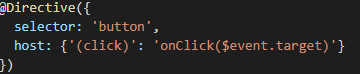 @Directive({
selector: 'button',
host: {'(click)': 'onClick($event.target)'}
})